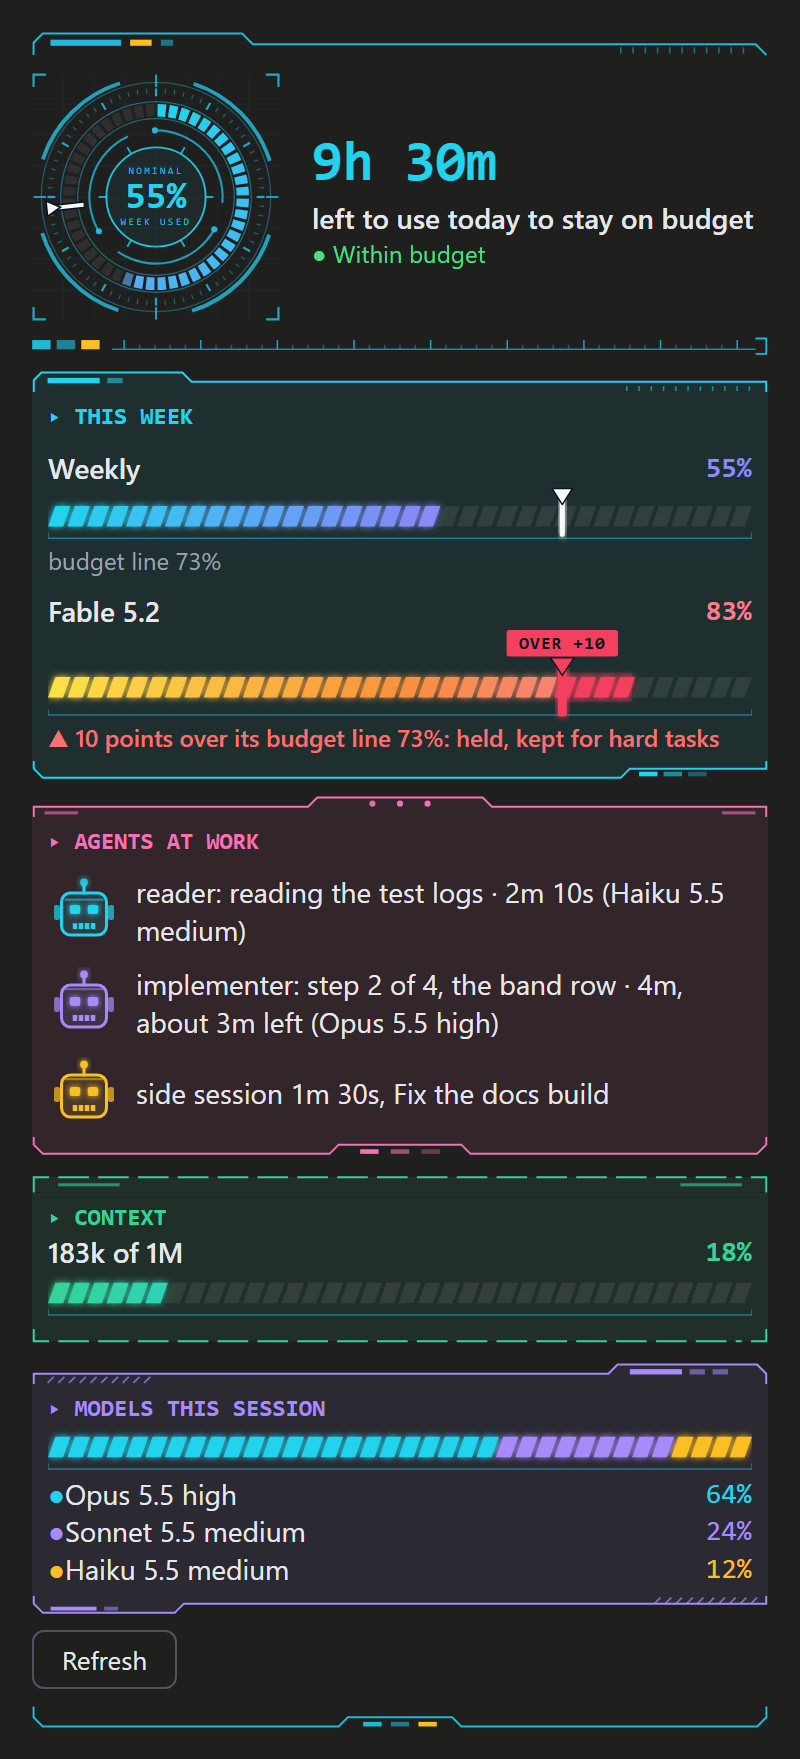 NOMINAL
55%
WEEK USED
9h 30m
left to use today to stay on budget
● Within budget
▸ THIS WEEK
Weekly 55%
budget line 73%
Fable 5.2 83%
OVER +10
▲ 10 points over its budget line 73%: held, kept for hard tasks
▸ AGENTS AT WORK
reader: reading the test logs · 2m 10s (Haiku 5.5
medium)
implementer: step 2 of 4, the band row · 4m,
about 3m left (Opus 5.5 high)
side session 1m 30s, Fix the docs build
▸ CONTEXT
183k of 1M 18%
▸ MODELS THIS SESSION
●Opus 5.5 high 64%
●Sonnet 5.5 medium 24%
●Haiku 5.5 medium 12%
Refresh